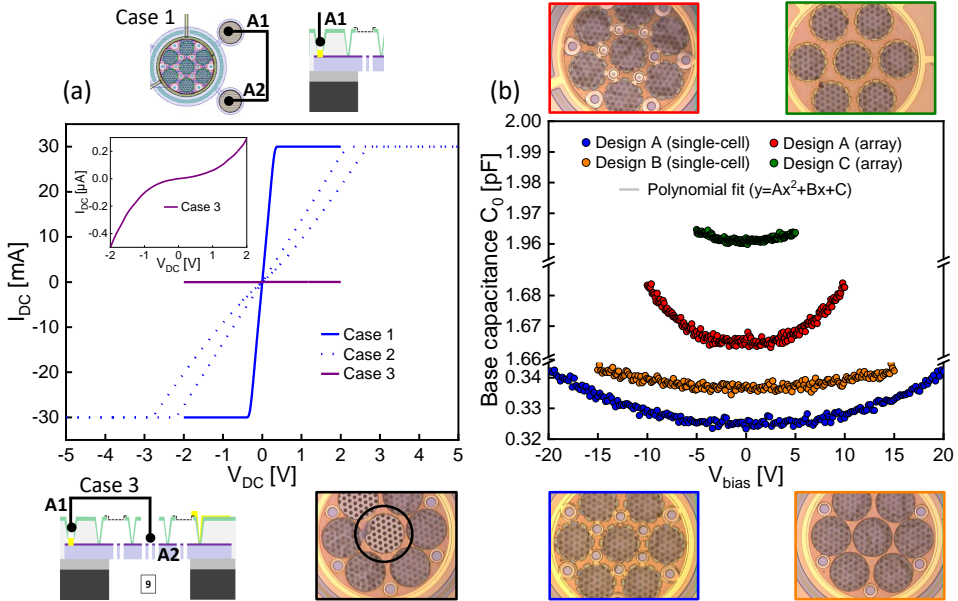 Case 1
A1
A1
A2
(a)
(b)
I_DC [mA]
30
20
10
0
-10
-20
-30
-5 -4 -3 -2 -1 0 1 2 3 4 5
V_DC [V]
I_DC [µA]
0.2
0.0
-0.2
-0.4
-2 -1 0 1 2
V_DC [V]
Case 3
Case 1
Case 2
Case 3
Base capacitance C₀ [pF]
2.00
1.99
1.98
1.97
1.96
1.68
1.67
1.66
0.34
0.33
0.32
Design A (single-cell) Design A (array)
Design B (single-cell) Design C (array)
Polynomial fit (y=Ax²+Bx+C)
-20 -15 -10 -5 0 5 10 15 20
V_bias [V]
Case 3
A1
A2
9